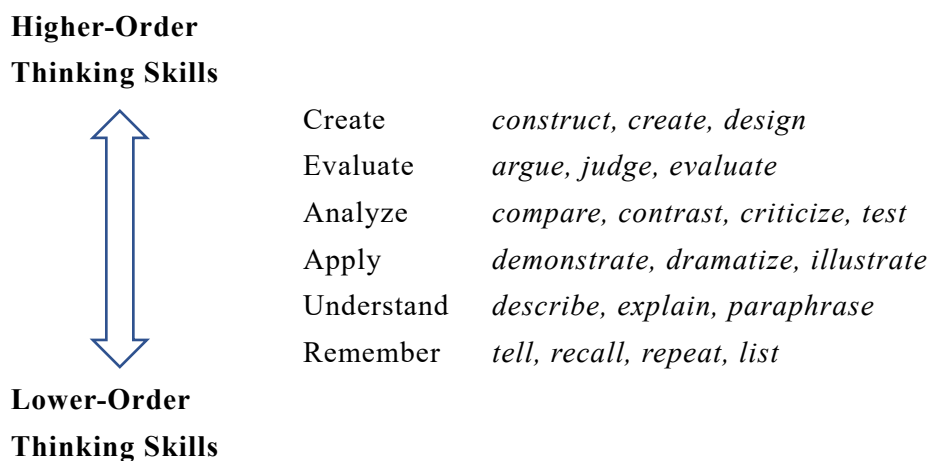 Higher-Order
Thinking Skills
Create construct, create, design
Evaluate argue, judge, evaluate
Analyze compare, contrast, criticize, test
Apply demonstrate, dramatize, illustrate
Understand describe, explain, paraphrase
Remember tell, recall, repeat, list
Lower-Order
Thinking Skills